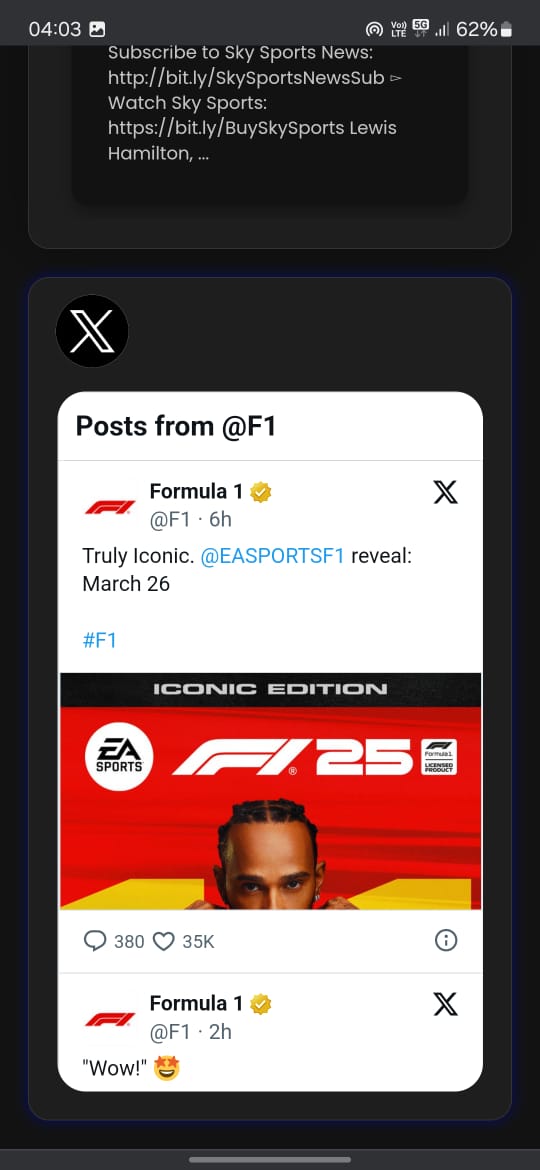 04:03 Vo)) LTE 5G 62%
Subscribe to Sky Sports News:
http://bit.ly/SkySportsNewsSub ▻
Watch Sky Sports:
https://bit.ly/BuySkySports Lewis
Hamilton, ...
X
Posts from @F1
Formula 1
X
@F1 · 6h
Truly Iconic. @EASPORTSF1 reveal:
March 26
#F1
ICONIC EDITION
EA
SPORTS
F1® 25
F1
Formula 1
LICENSED
PRODUCT
380 35K
Formula 1
X
@F1 · 2h
"Wow!" 🤩